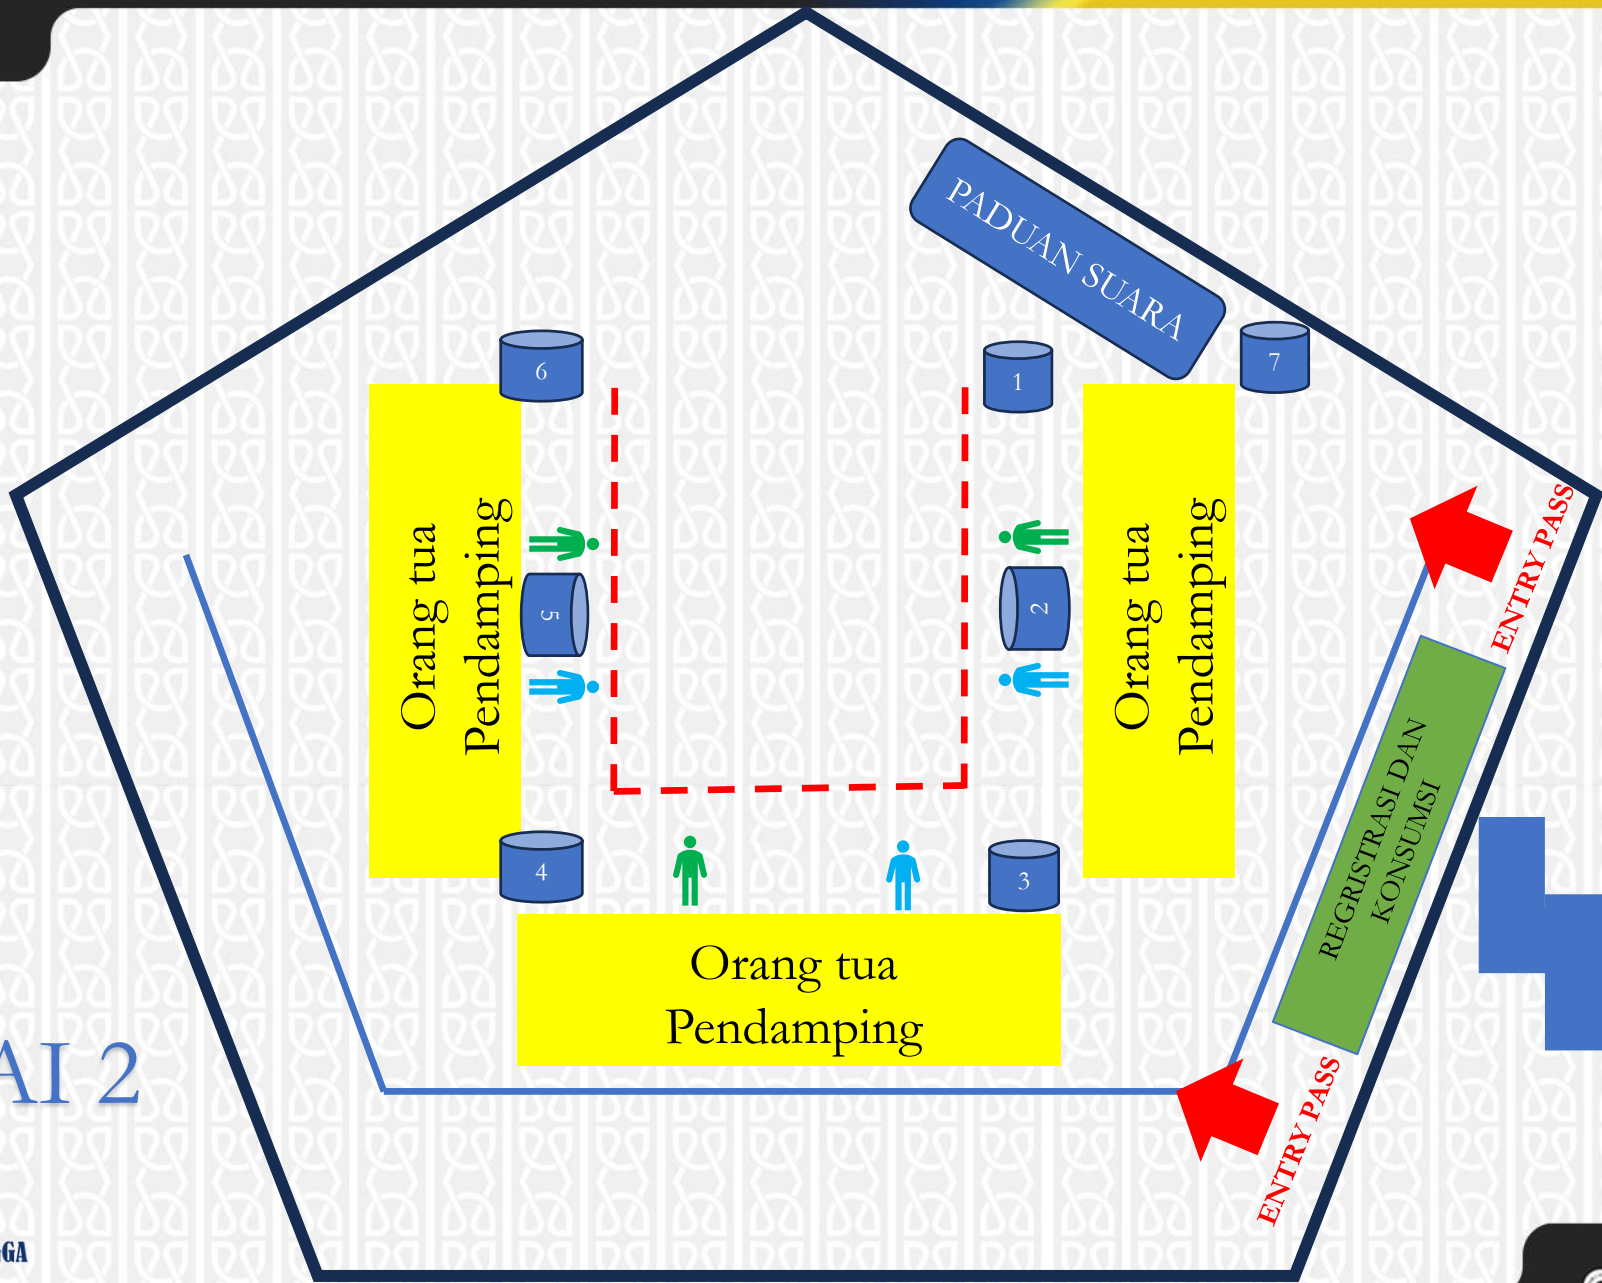 PADUAN SUARA
6
1
7
Orang tua
Pendamping
5
2
Orang tua
Pendamping
ENTRY PASS
REGRISTRASI DAN
KONSUMSI
4
3
Orang tua
Pendamping
AI 2
ENTRY PASS
GA